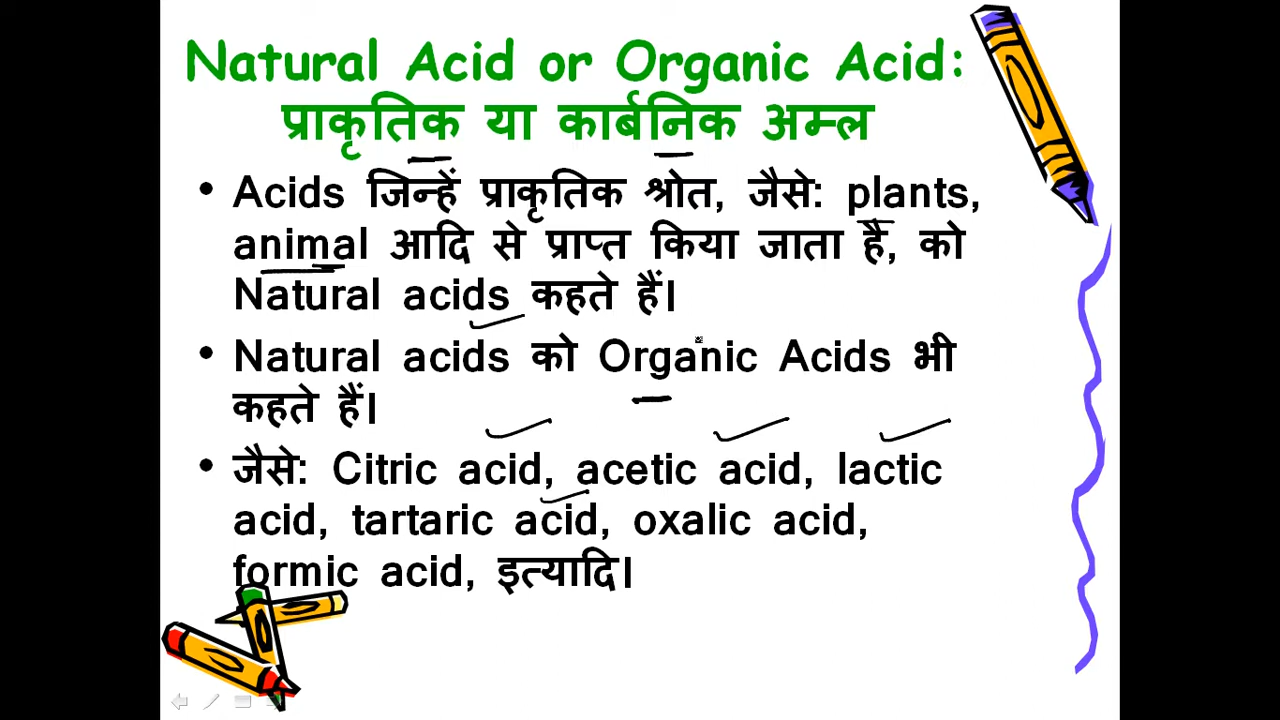 Natural Acid or Organic Acid:
प्राकृतिक या कार्बनिक अम्ल
• Acids जिन्हें प्राकृतिक श्रोत, जैसे: plants,
animal आदि से प्राप्त किया जाता है, को
Natural acids कहते हैं।
• Natural acids को Organic Acids भी
कहते हैं।
• जैसे: Citric acid, acetic acid, lactic
acid, tartaric acid, oxalic acid,
formic acid, इत्यादि।